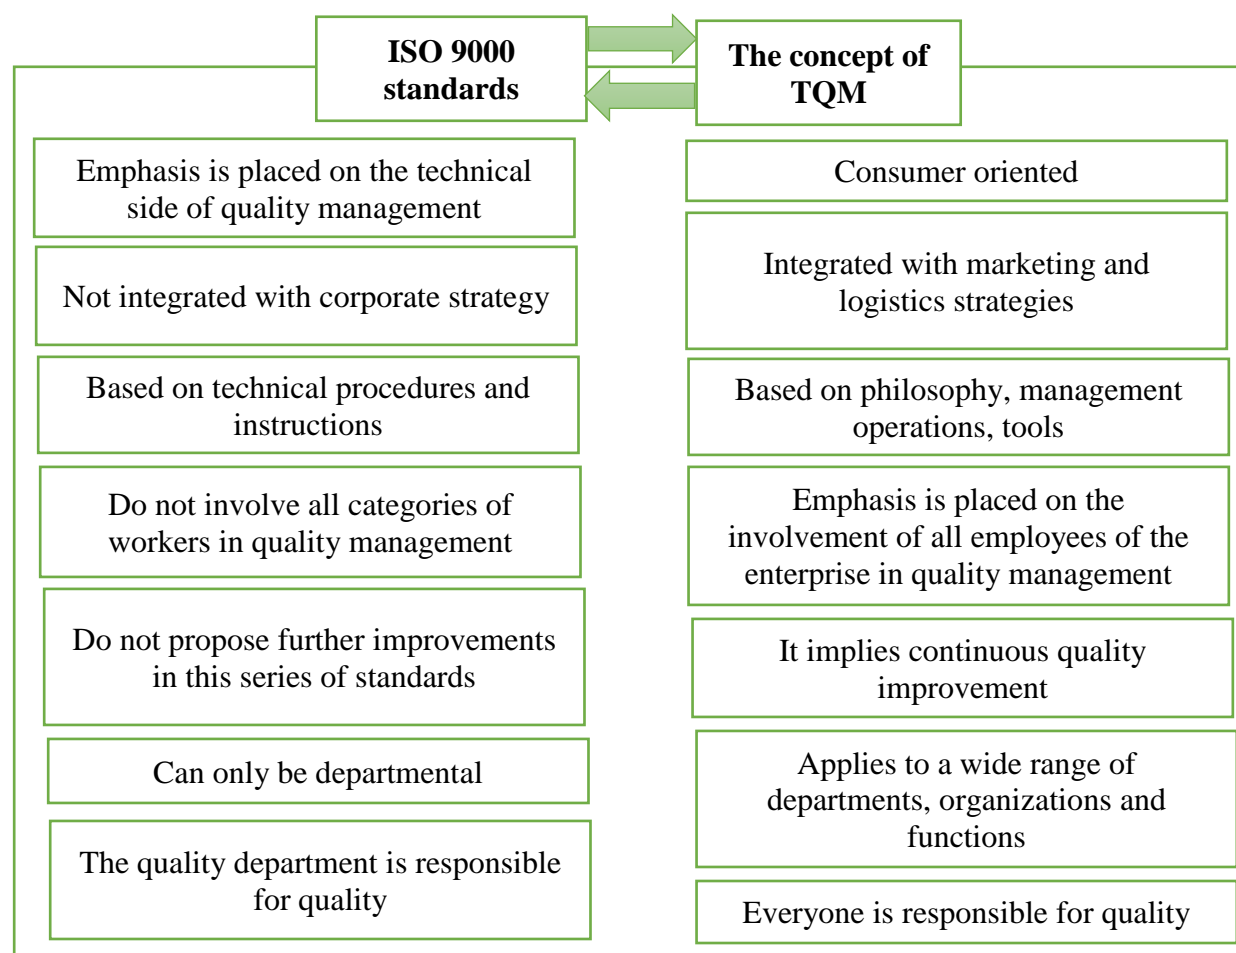 ISO 9000
standards
The concept of
TQM
Emphasis is placed on the technical
side of quality management
Not integrated with corporate strategy
Based on technical procedures and
instructions
Do not involve all categories of
workers in quality management
Do not propose further improvements
in this series of standards
Can only be departmental
The quality department is responsible
for quality
Consumer oriented
Integrated with marketing and
logistics strategies
Based on philosophy, management
operations, tools
Emphasis is placed on the
involvement of all employees of the
enterprise in quality management
It implies continuous quality
improvement
Applies to a wide range of
departments, organizations and
functions
Everyone is responsible for quality